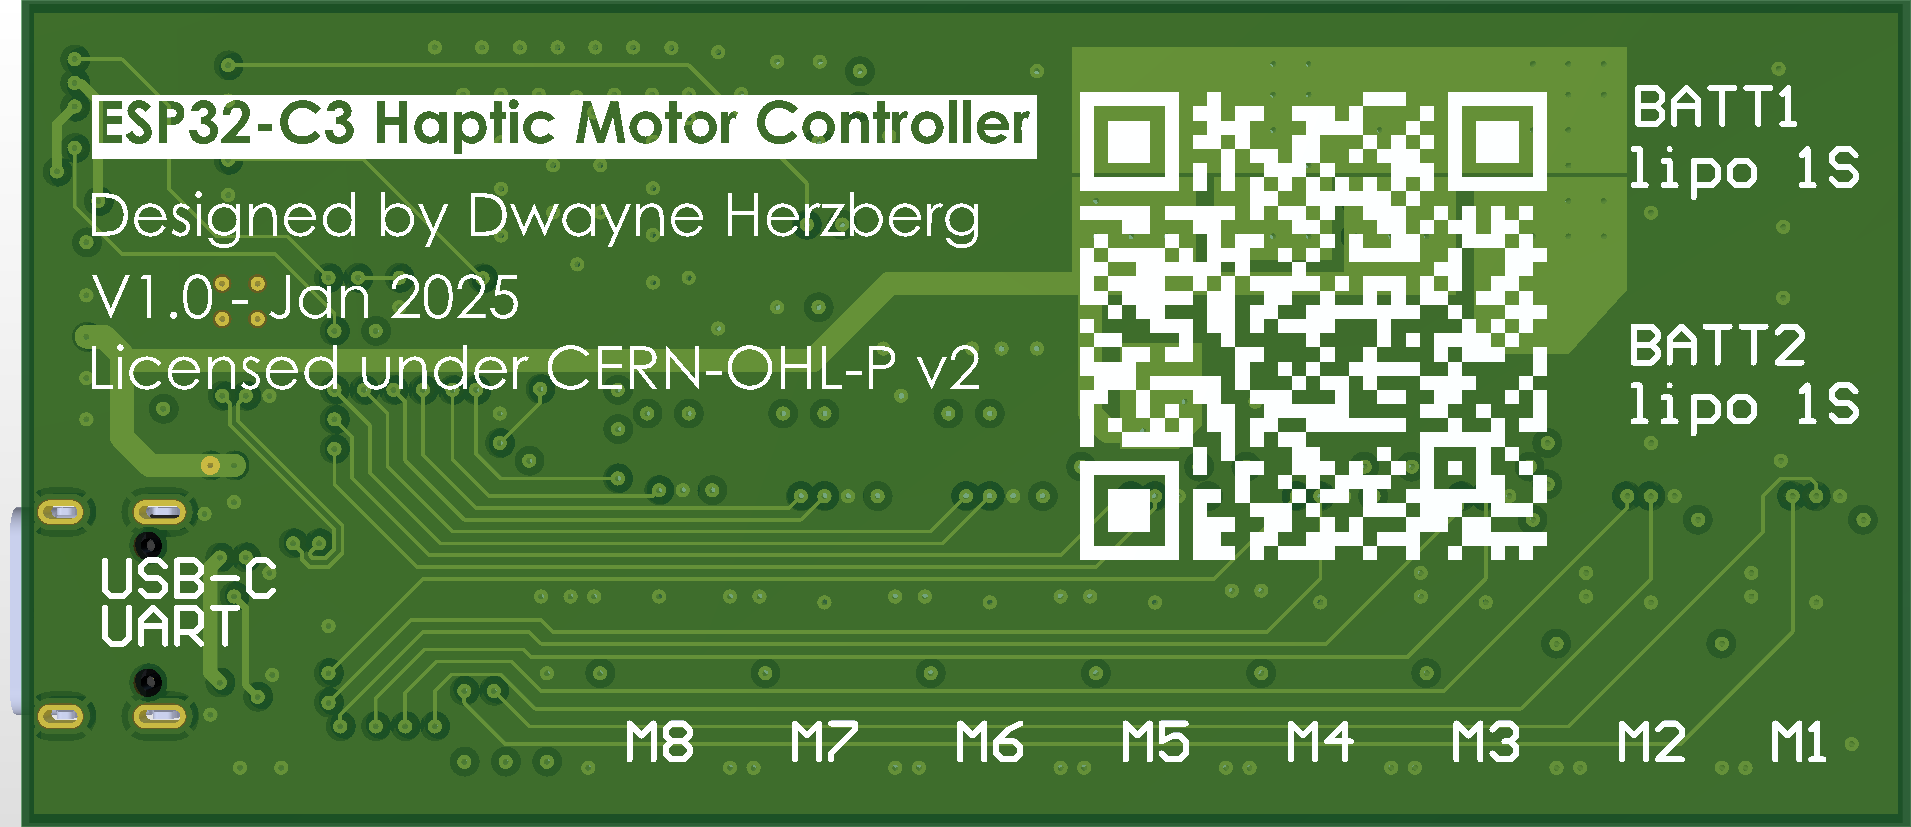 ESP32-C3 Haptic Motor Controller
Designed by Dwayne Herzberg
V1.0 - Jan 2025
Licensed under CERN-OHL-P v2
BATT1
lipo 1S
BATT2
lipo 1S
USB-C
UART
M8 M7 M6 M5 M4 M3 M2 M1